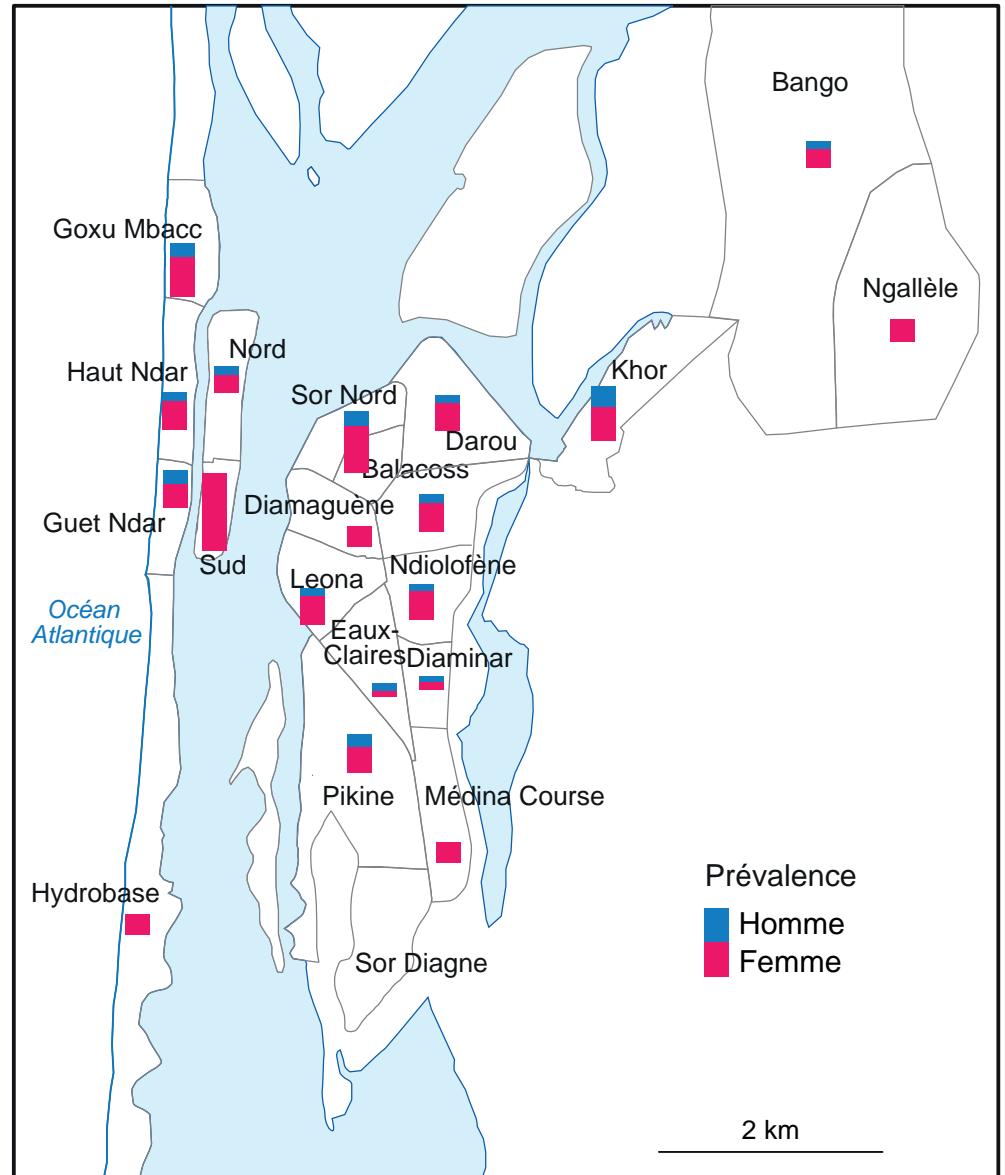 Bango
Goxu Mbacc
Ngallèle
Nord
Haut Ndar
Khor
Sor Nord
Darou
Balacoss
Diamaguène
Guet Ndar
Sud
Ndiolofène
Leona
Océan
Atlantique
Eaux-
Claires
Diaminar
Pikine
Médina Course
Hydrobase
Sor Diagne
Prévalence
Homme
Femme
2 km